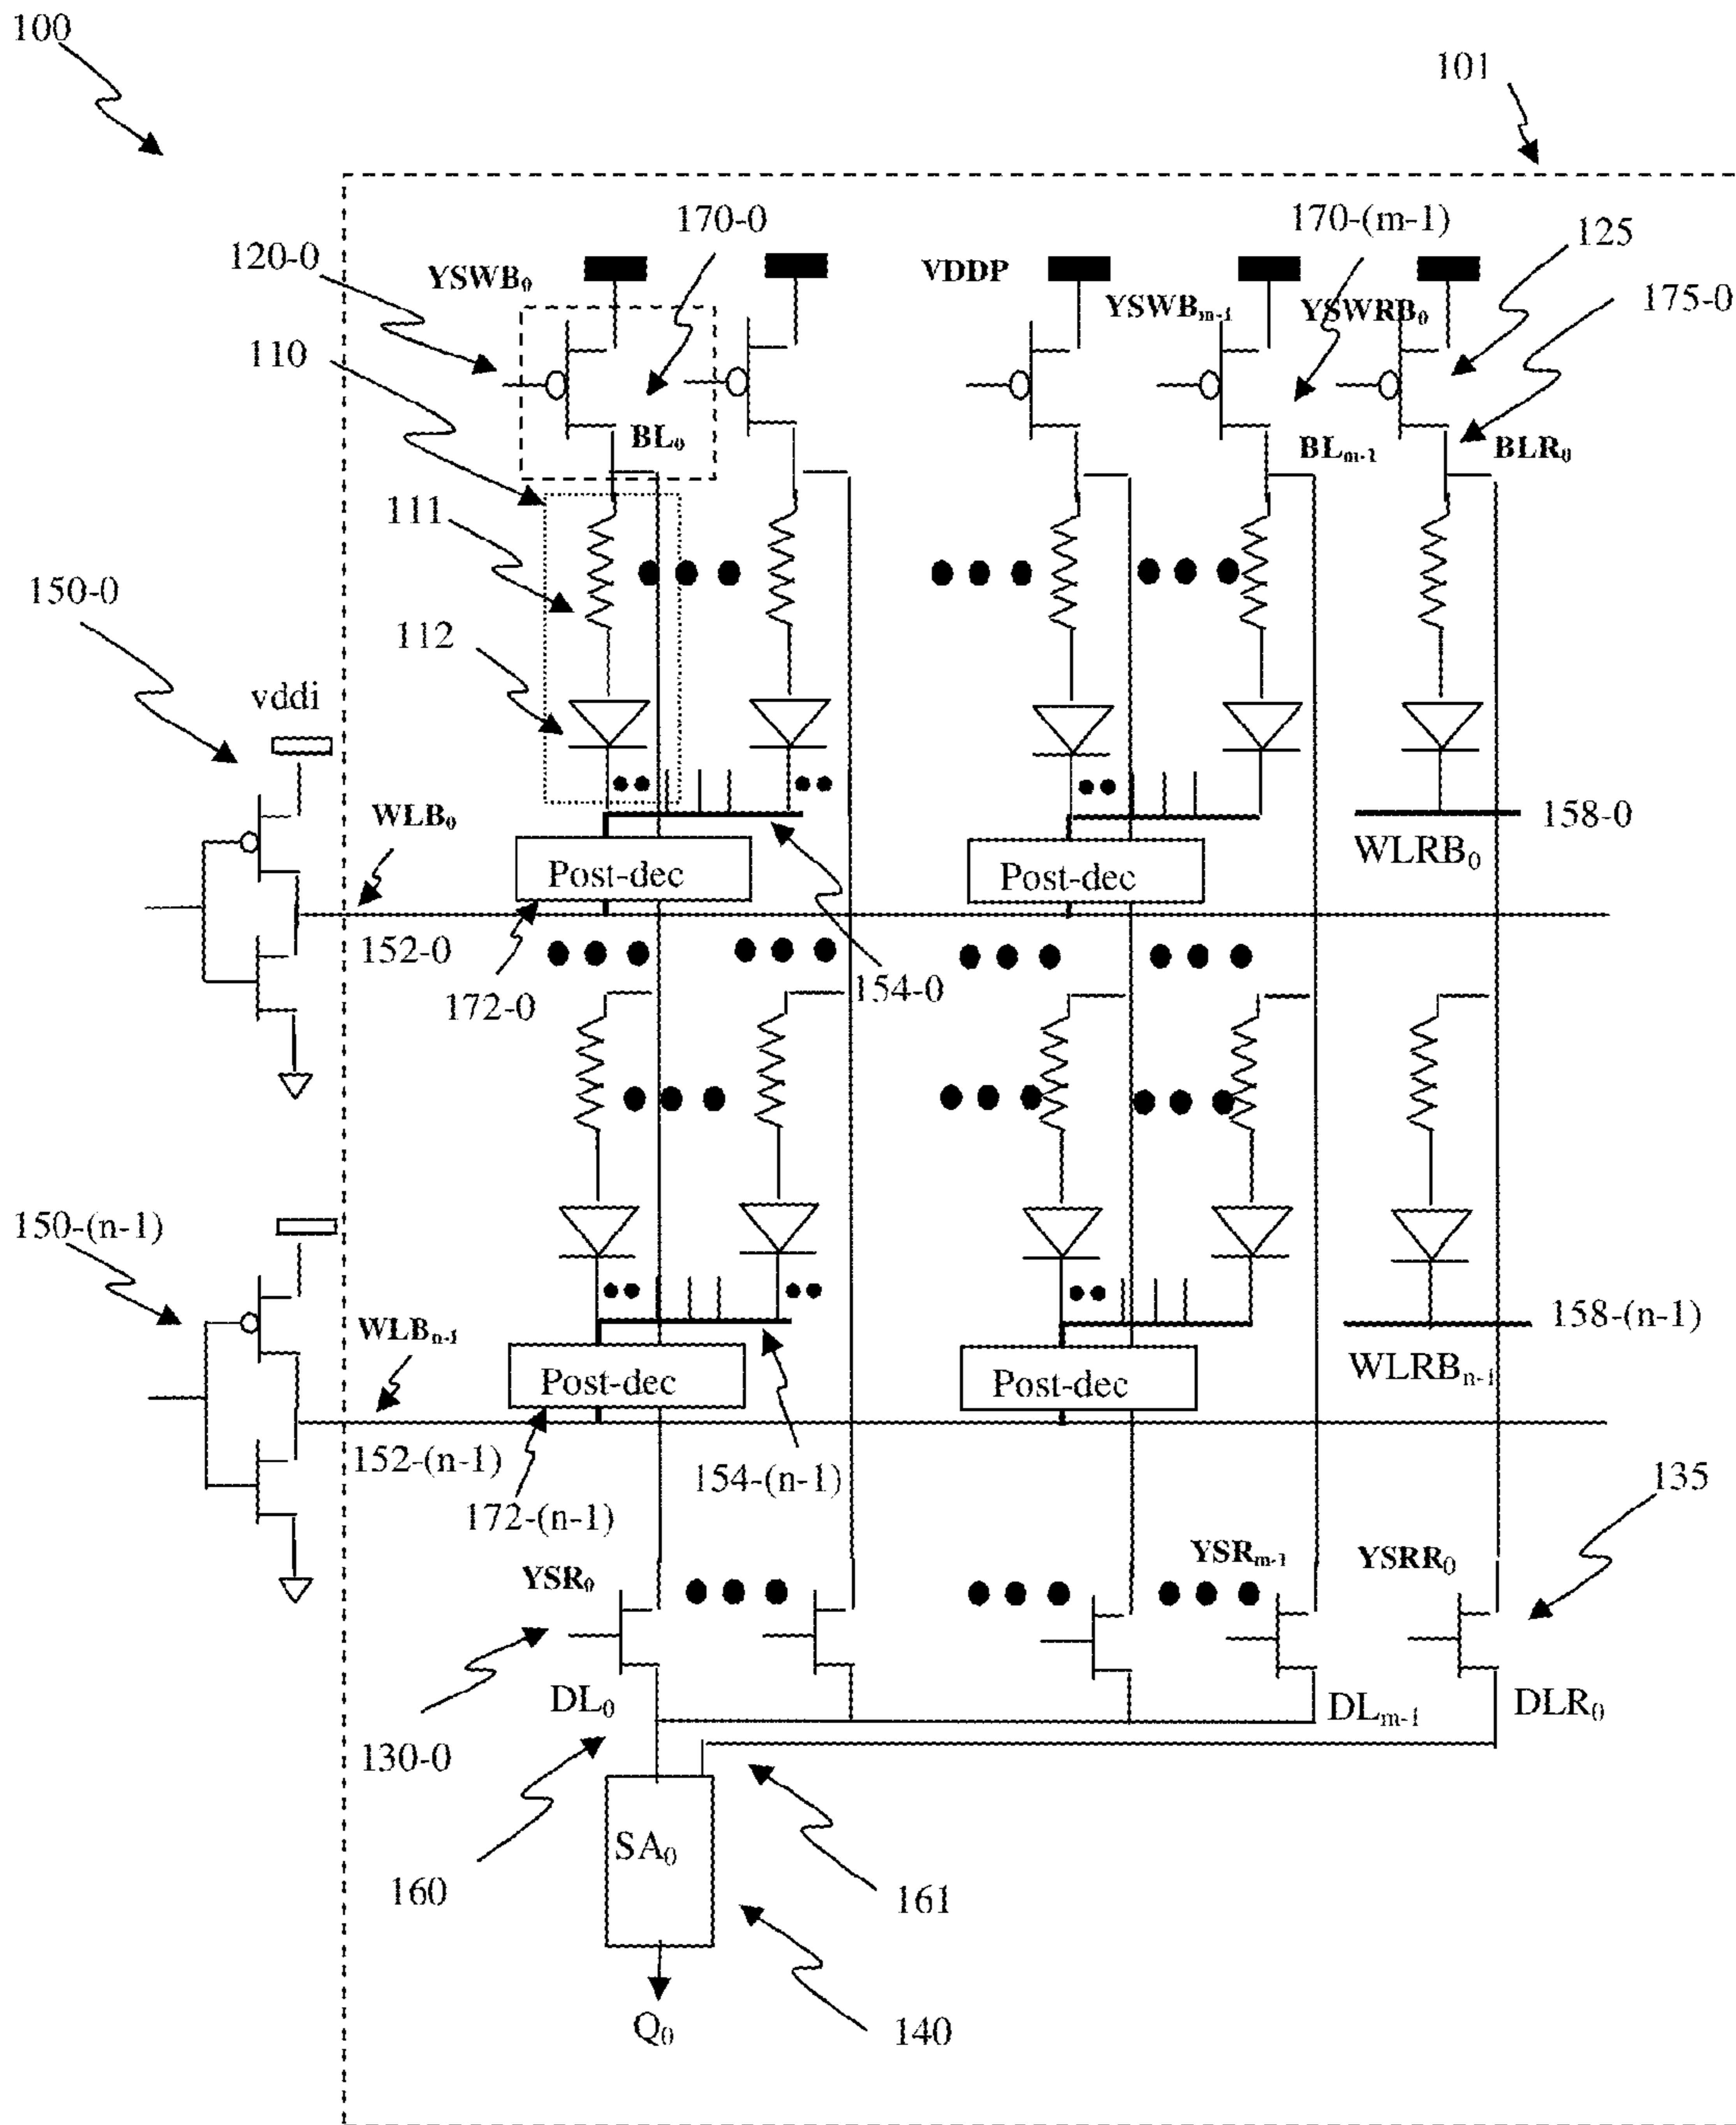 100
101
170-0
170-(m-1)
125
120-0
YSWB₀
VDDP
YSWBₘ₋₁
YSWRB₀
175-0
110
BL₀
BLₘ₋₁
BLR₀
111
150-0
112
vddi
WLB₀
158-0
WLRB₀
Post-dec
Post-dec
152-0
172-0
154-0
150-(n-1)
WLBₙ₋₁
158-(n-1)
WLRBₙ₋₁
Post-dec
Post-dec
152-(n-1)
154-(n-1)
172-(n-1)
135
YSR₀
YSRₘ₋₁
YSRR₀
DL₀
DLₘ₋₁
DLR₀
130-0
SA₀
160
161
Q₀
140